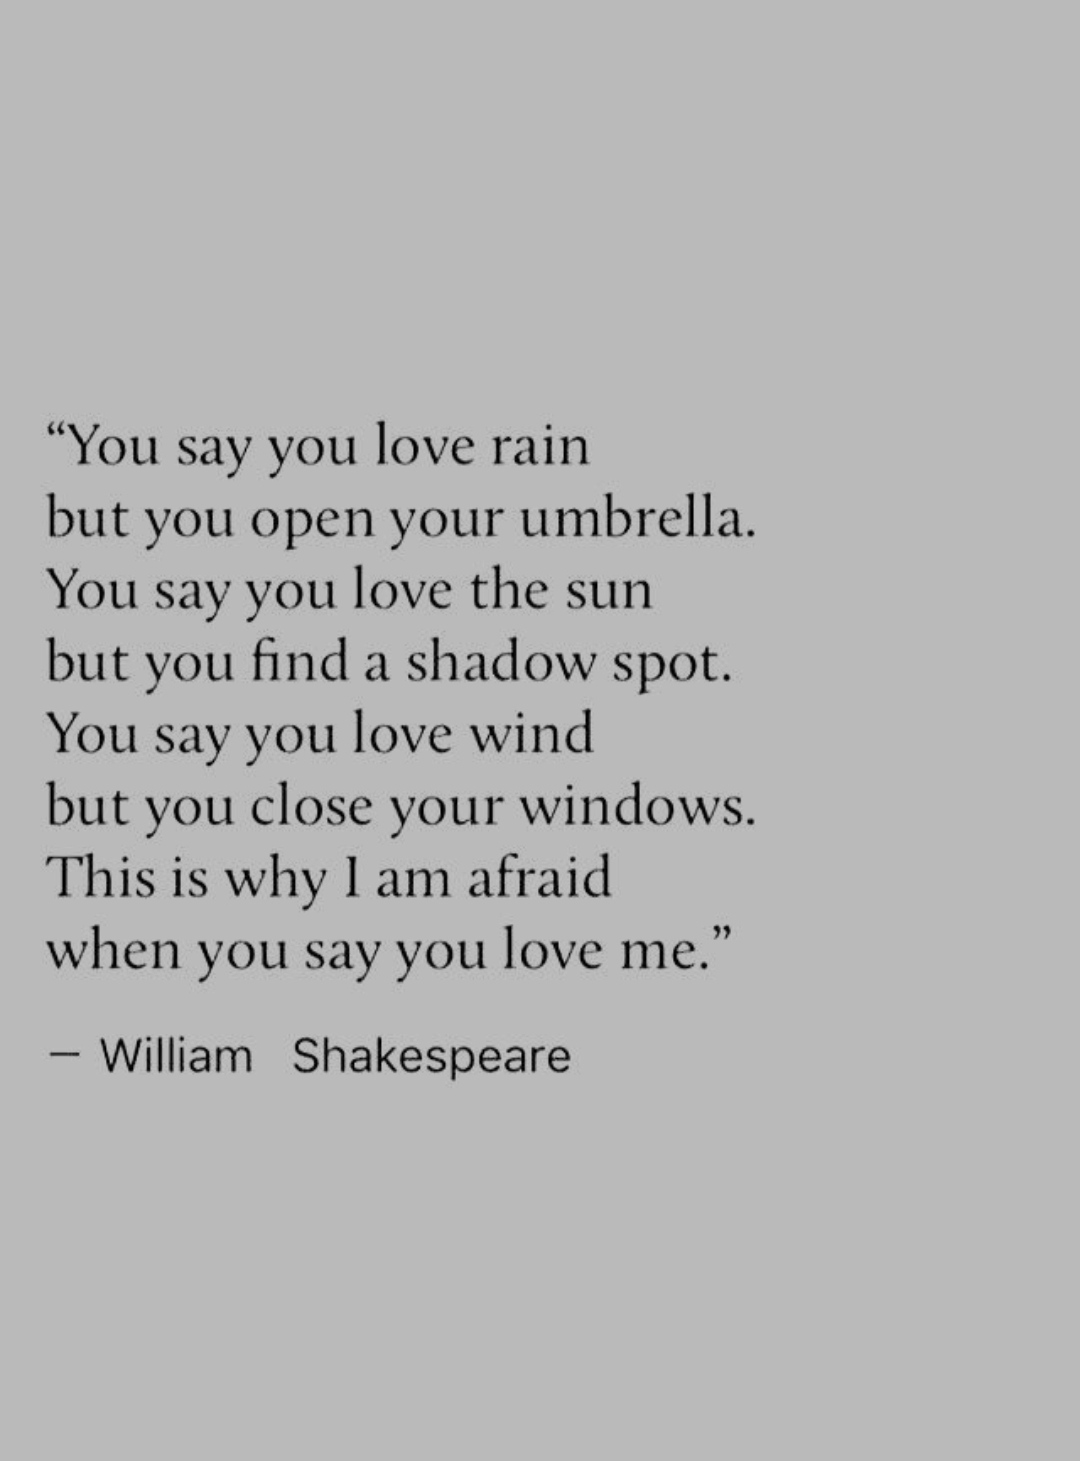 “You say you love rain
but you open your umbrella.
You say you love the sun
but you find a shadow spot.
You say you love wind
but you close your windows.
This is why I am afraid
when you say you love me.”
– William Shakespeare